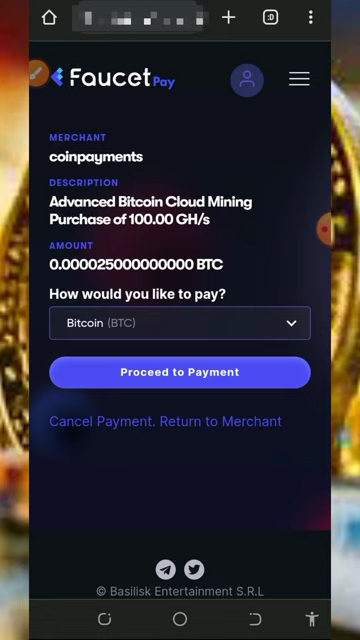 :D
FaucetPay
MERCHANT
coinpayments
DESCRIPTION
Advanced Bitcoin Cloud Mining
Purchase of 100.00 GH/s
AMOUNT
0.000025000000000 BTC
How would you like to pay?
Bitcoin (BTC)
Proceed to Payment
Cancel Payment. Return to Merchant
© Basilisk Entertainment S.R.L